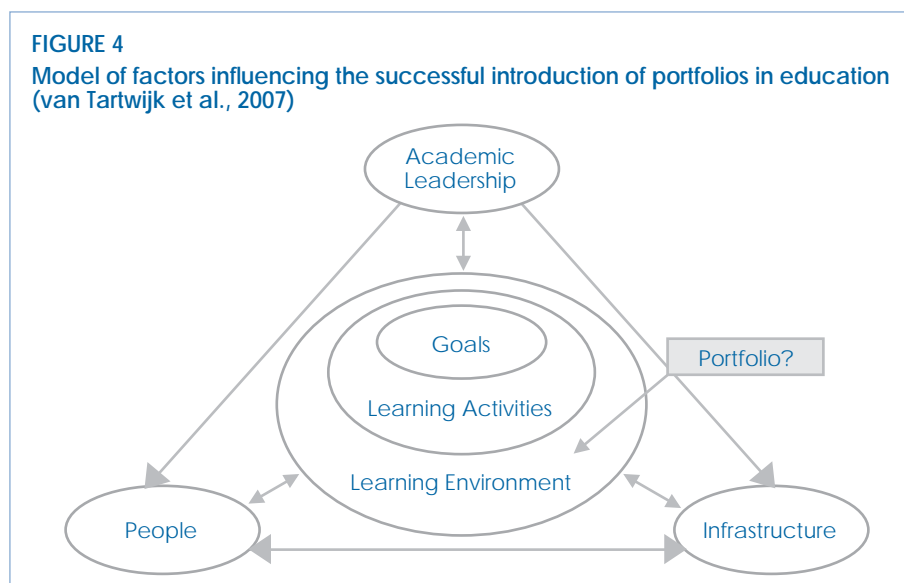 FIGURE 4
Model of factors influencing the successful introduction of portfolios in education
(van Tartwijk et al., 2007)
Academic
Leadership
Goals
Portfolio?
Learning Activities
Learning Environment
People
Infrastructure